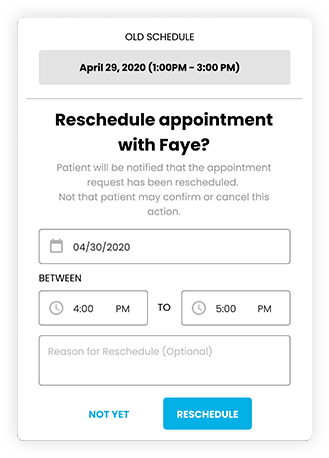 OLD SCHEDULE
April 29, 2020 (1:00PM - 3:00 PM)
Reschedule appointment
with Faye?
Patient will be notified that the appointment
request has been rescheduled.
Not that patient may confirm or cancel this
action.
04/30/2020
BETWEEN
4:00 PM TO 5:00 PM
Reason for Reschedule (Optional)
NOT YET RESCHEDULE